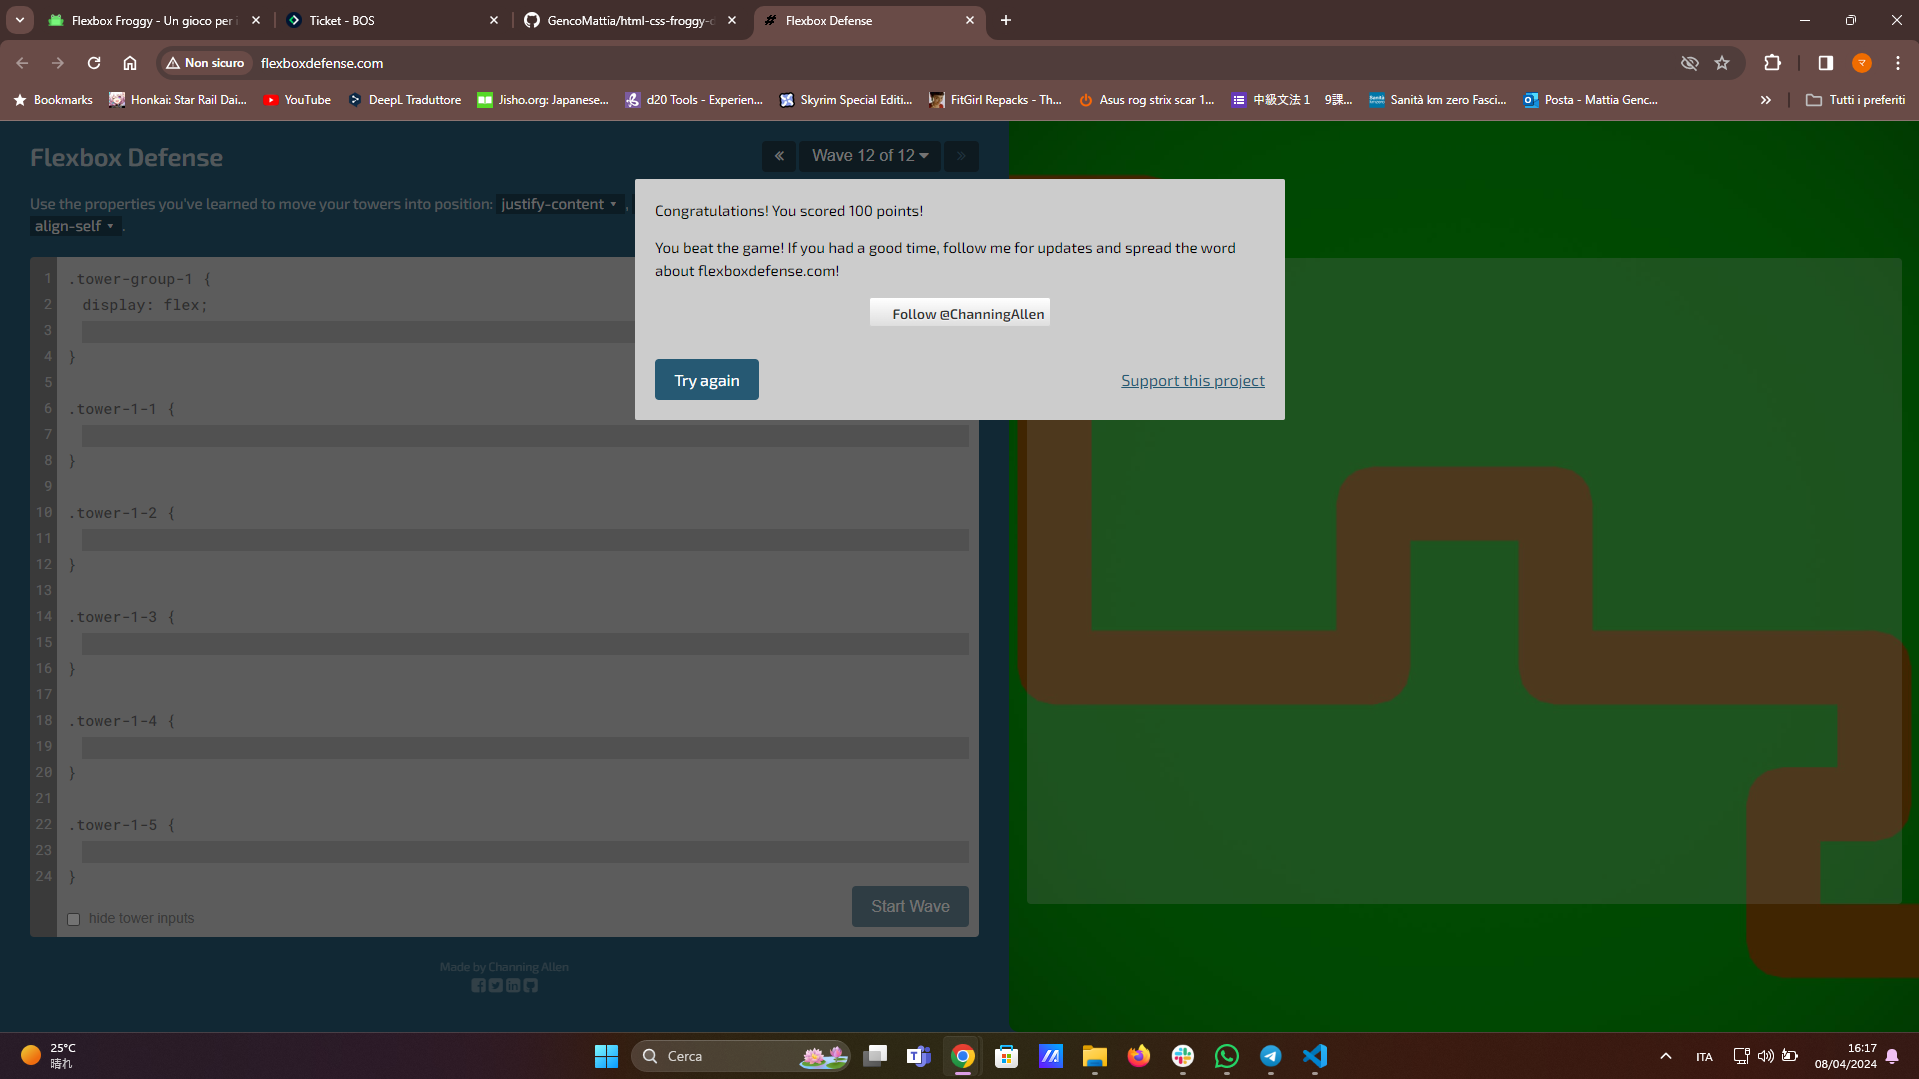 Flexbox Froggy - Un gioco per i
Ticket - BOS
GencoMattia/html-css-froggy-d
Flexbox Defense
Non sicuro
flexboxdefense.com
Bookmarks
Honkai: Star Rail Dai...
YouTube
DeepL Traduttore
Jisho.org: Japanese...
d20 Tools - Experien...
Skyrim Special Editi...
FitGirl Repacks - Th...
Asus rog strix scar 1...
中級文法 1 9課...
Sanità km zero Fasci...
Posta - Mattia Genc...
Tutti i preferiti
Flexbox Defense
« Wave 12 of 12 »
Use the properties you've learned to move your towers into position: justify-content ,
align-self .
Congratulations! You scored 100 points!
You beat the game! If you had a good time, follow me for updates and spread the word
about flexboxdefense.com!
Follow @ChanningAllen
Try again
Support this project
1 .tower-group-1 {
2 display: flex;
3
4 }
5
6 .tower-1-1 {
7
8 }
9
10 .tower-1-2 {
11
12 }
13
14 .tower-1-3 {
15
16 }
17
18 .tower-1-4 {
19
20 }
21
22 .tower-1-5 {
23
24 }
hide tower inputs
Start Wave
Made by Channing Allen
25°C
晴れ
Cerca
ITA
16:17
08/04/2024